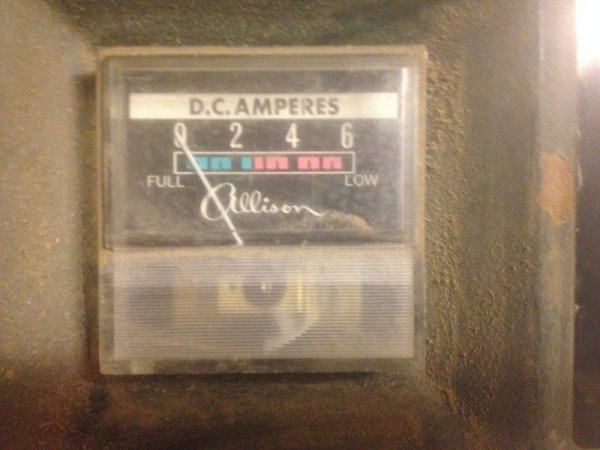 D.C. AMPERES
0 2 4 6
FULL LOW
Allison